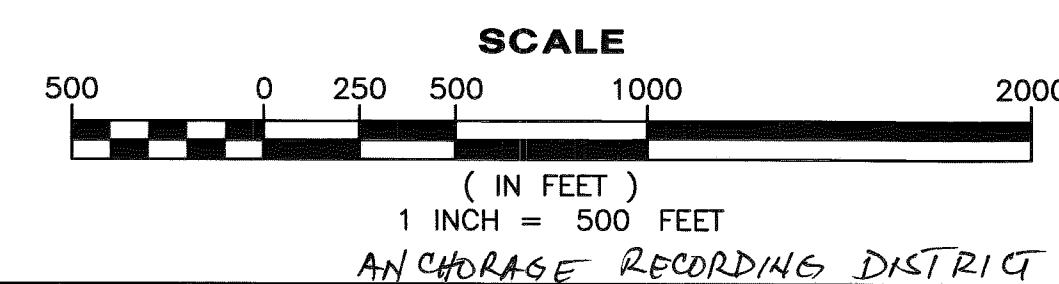 SCALE
500 0 250 500 1000 2000
( IN FEET )
1 INCH = 500 FEET
ANCHORAGE RECORDING DISTRICT